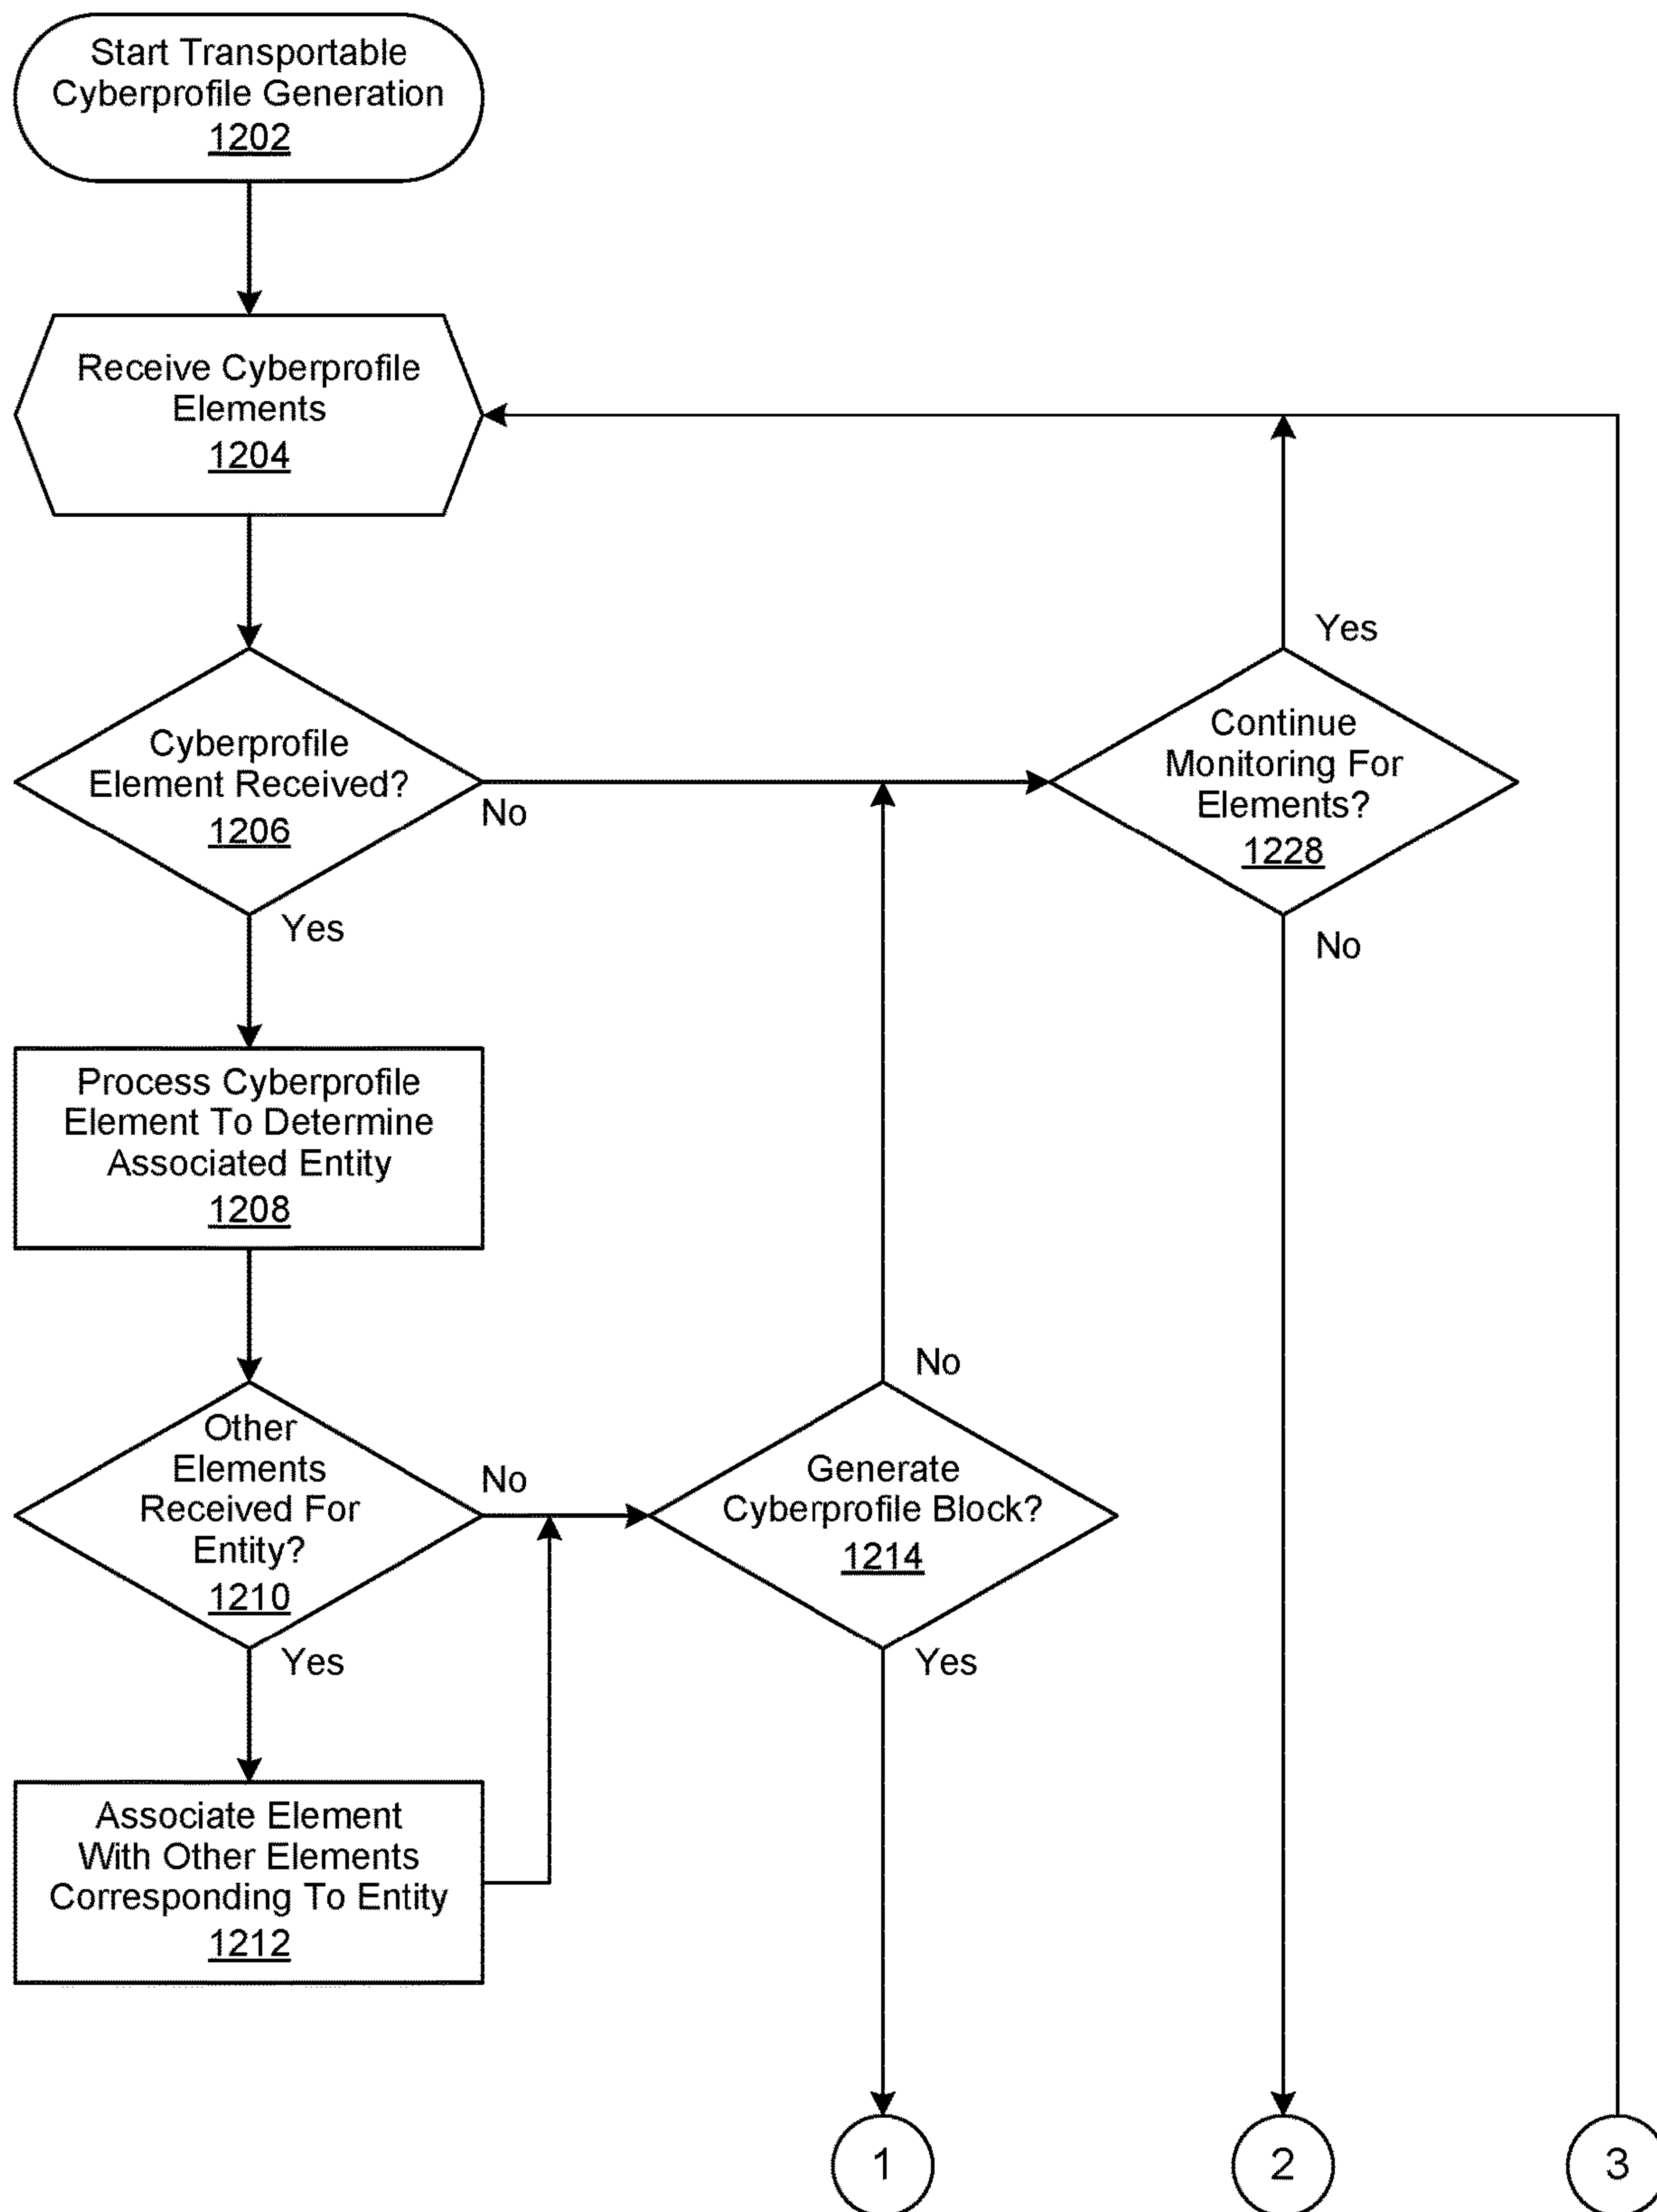 Start Transportable
Cyberprofile Generation
1202
Receive Cyberprofile
Elements
1204
Cyberprofile
Element Received?
1206
No
Yes
Yes
Continue
Monitoring For
Elements?
1228
No
Process Cyberprofile
Element To Determine
Associated Entity
1208
Other
Elements
Received For
Entity?
1210
No
Yes
No
Generate
Cyberprofile Block?
1214
Yes
Associate Element
With Other Elements
Corresponding To Entity
1212
1
2
3